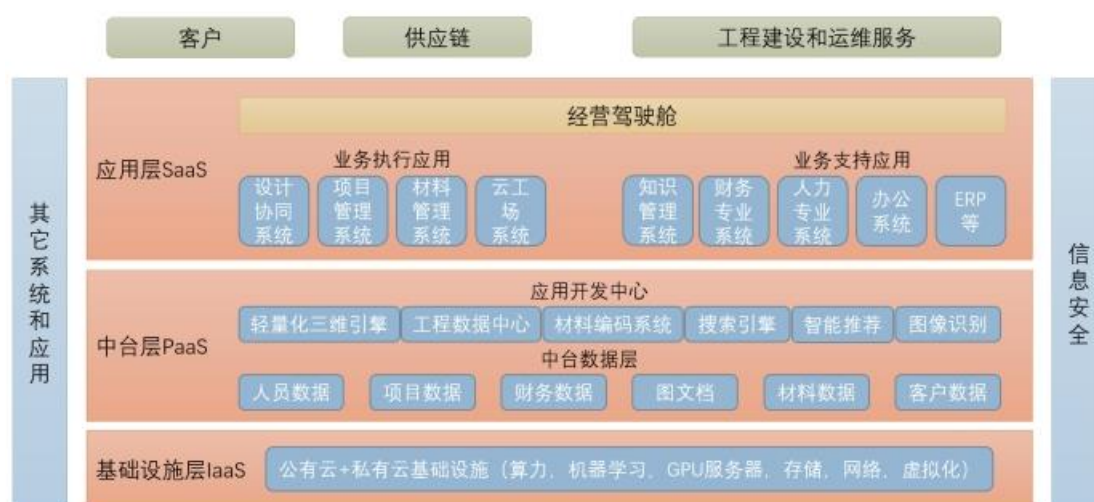 客户
供应链
工程建设和运维服务
其它系统和应用
应用层SaaS
经营驾驶舱
业务执行应用
设计
协同
系统
项目
管理
系统
材料
管理
系统
云工
场
系统
业务支持应用
知识
管理
系统
财务
专业
系统
人力
专业
系统
办公
系统
ERP
等
中台层PaaS
应用开发中心
轻量化三维引擎
工程数据中心
材料编码系统
搜索引擎
智能推荐
图像识别
中台数据层
人员数据
项目数据
财务数据
图文档
材料数据
客户数据
基础设施层IaaS
公有云+私有云基础设施（算力、机器学习、GPU服务器，存储、网络、虚拟化）
信息安全